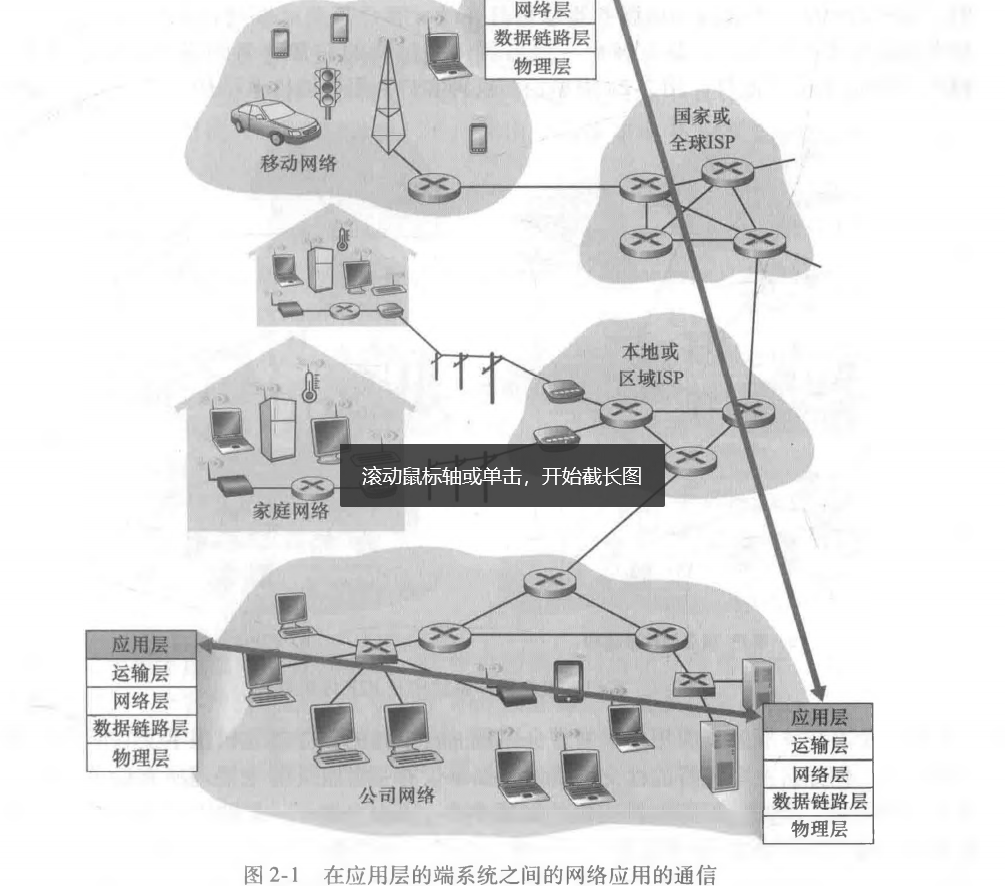 网络层
数据链路层
物理层
国家或
全球ISP
移动网络
本地或
区域ISP
滚动鼠标轴或单击，开始截长图
家庭网络
应用层
运输层
网络层
数据链路层
物理层
应用层
运输层
网络层
数据链路层
物理层
公司网络
图 2-1 在应用层的端系统之间的网络应用的通信